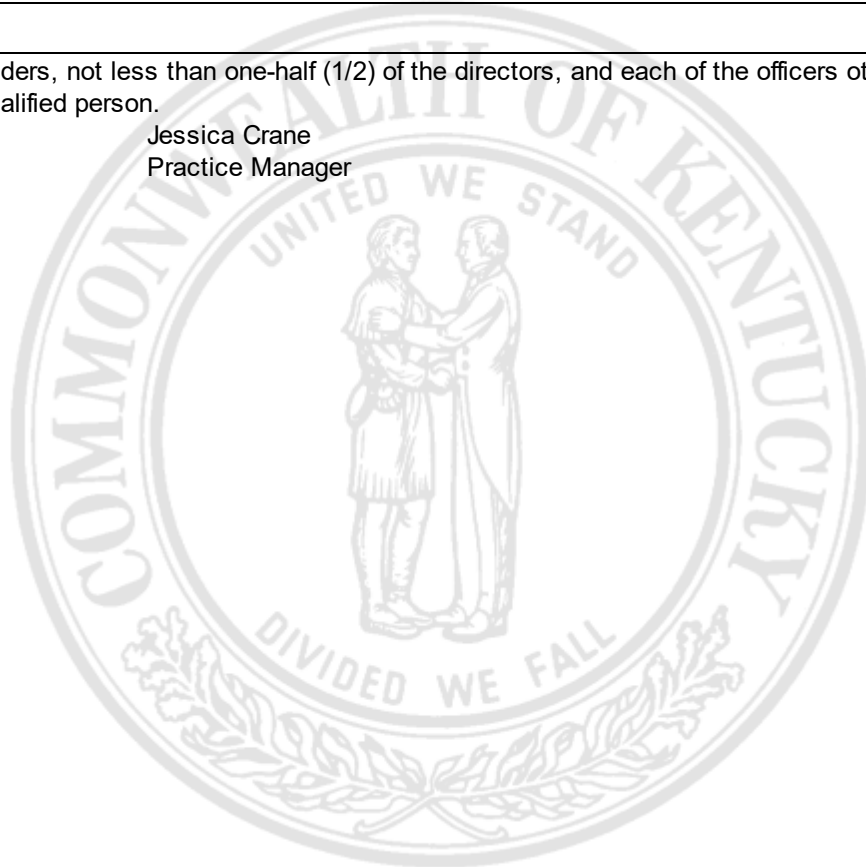 ders, not less than one-half (1/2) of the directors, and each of the officers ot
alified person.
Jessica Crane
Practice Manager
COMMONWEALTH OF KENTUCKY
UNITED WE STAND
DIVIDED WE FALL